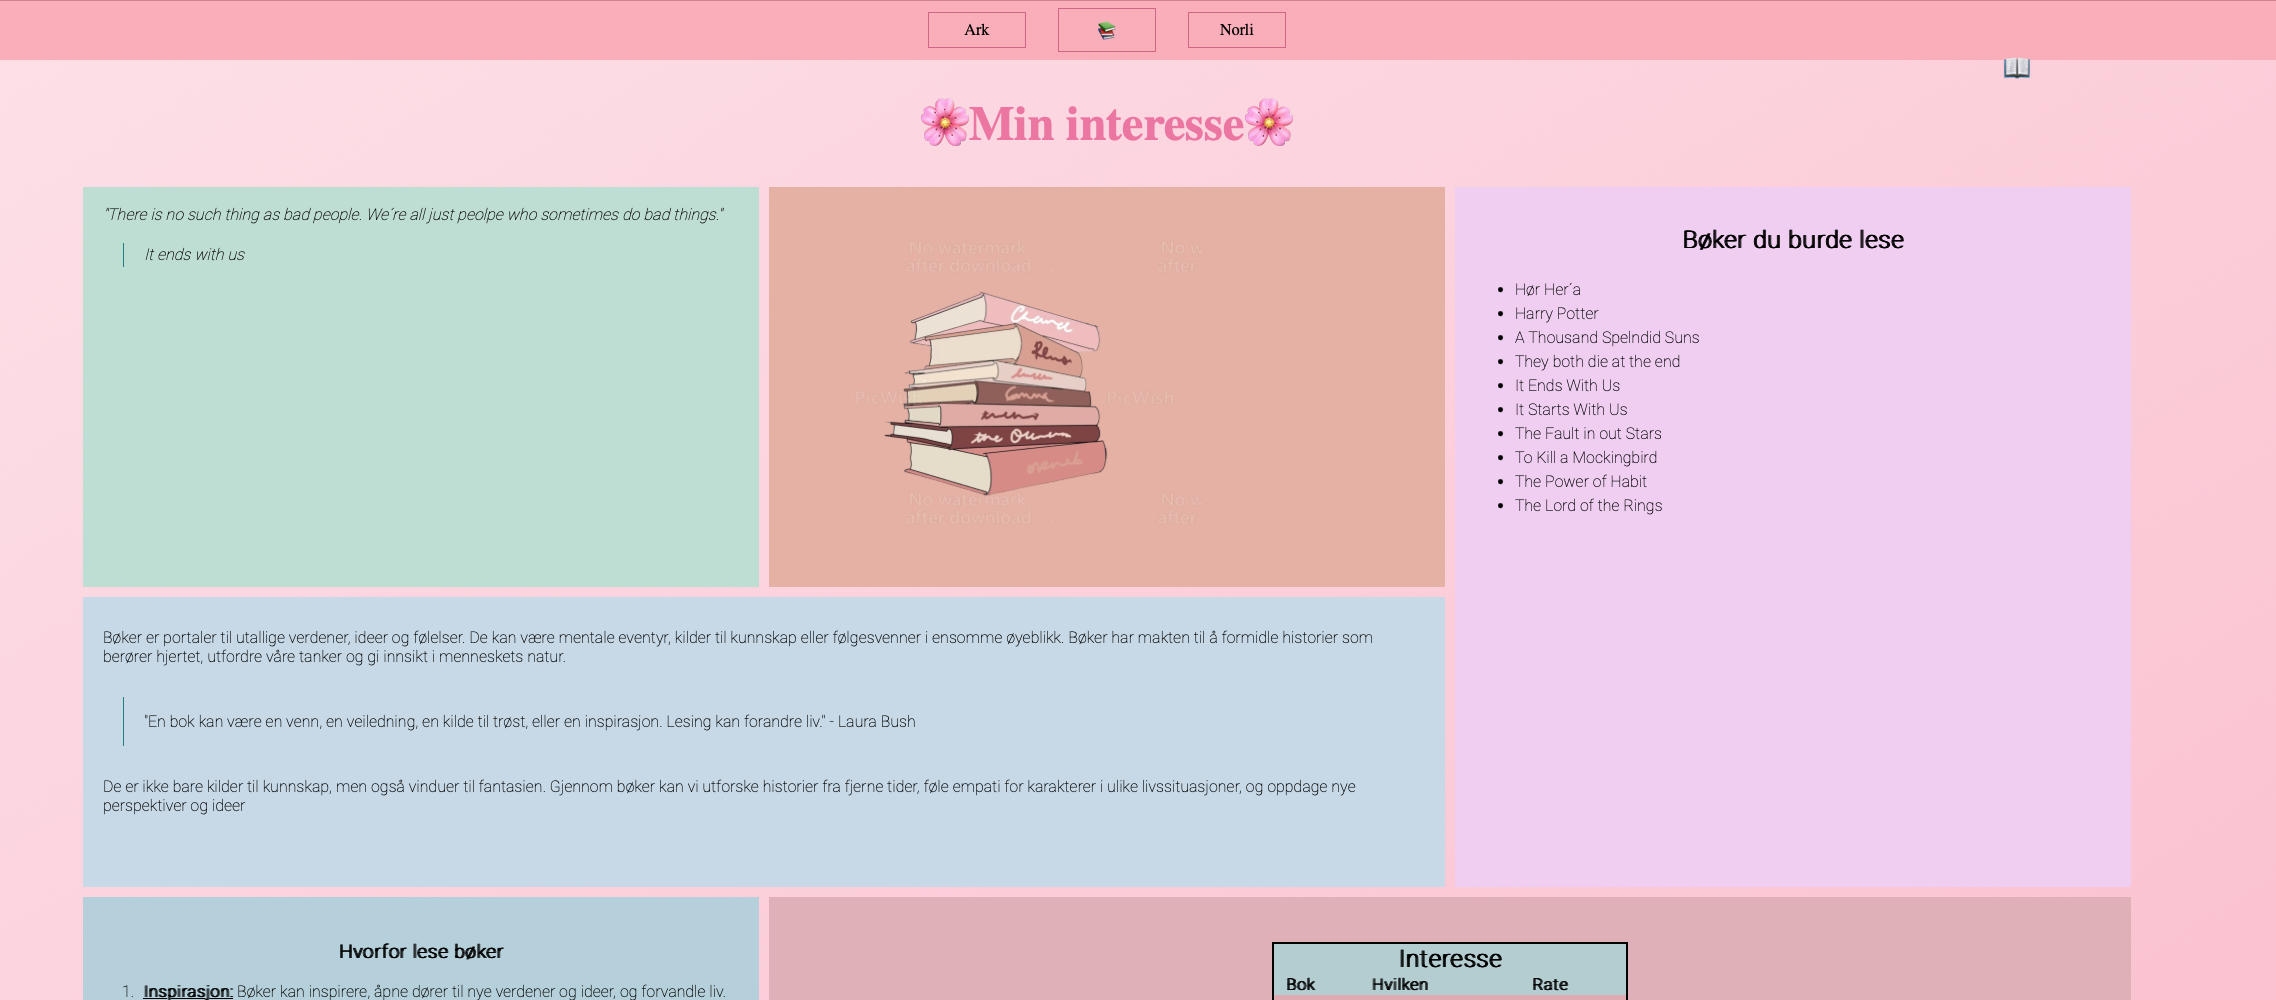 Ark
Norli
Min interesse
"There is no such thing as bad people. We´re all just peolpe who sometimes do bad things."
It ends with us
No watermark
after download
No w
after
Chanel
PicWish
PicWish
the
No watermark
after download
No w
after
Bøker du burde lese
Hør Her´a
Harry Potter
A Thousand Spelndid Suns
They both die at the end
It Ends With Us
It Starts With Us
The Fault in out Stars
To Kill a Mockingbird
The Power of Habit
The Lord of the Rings
Bøker er portaler til utallige verdener, ideer og følelser. De kan være mentale eventyr, kilder til kunnskap eller følgesvenner i ensomme øyeblikk. Bøker har makten til å formidle historier som
berører hjertet, utfordre våre tanker og gi innsikt i menneskets natur.
"En bok kan være en venn, en veiledning, en kilde til trøst, eller en inspirasjon. Lesing kan forandre liv." - Laura Bush
De er ikke bare kilder til kunnskap, men også vinduer til fantasien. Gjennom bøker kan vi utforske historier fra fjerne tider, føle empati for karakterer i ulike livssituasjoner, og oppdage nye
perspektiver og ideer
Hvorfor lese bøker
1. Inspirasjon: Bøker kan inspirere, åpne dører til nye verdener og ideer, og forvandle liv.
Interesse
Bok Hvilken Rate